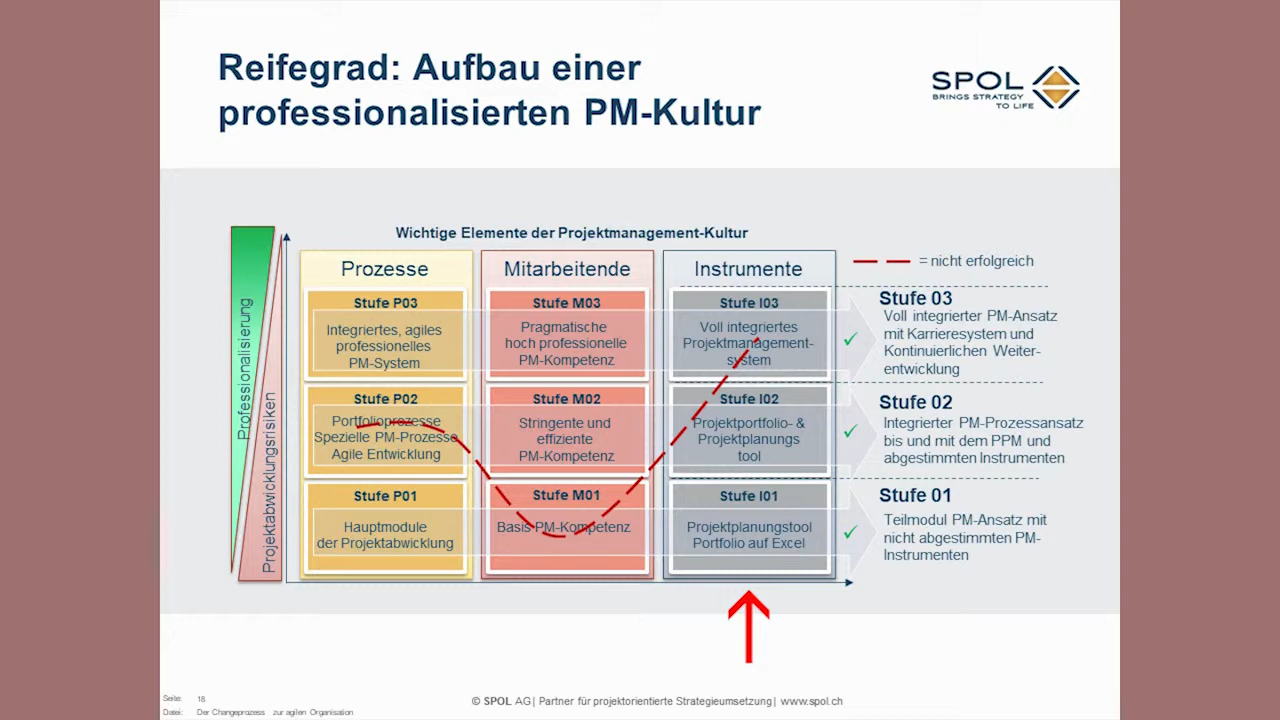 Reifegrad: Aufbau einer
professionalisierten PM-Kultur
SPOL
BRINGS STRATEGY
TO LIFE
Wichtige Elemente der Projektmanagement-Kultur
Professionalisierung
Projektabwicklungsrisiken
Prozesse
Mitarbeitende
Instrumente
= nicht erfolgreich
Stufe P03
Integriertes, agiles
professionelles
PM-System
Stufe M03
Pragmatische
hoch professionelle
PM-Kompetenz
Stufe I03
Voll integriertes
Projektmanagement-
system
Stufe 03
Voll integrierter PM-Ansatz
mit Karrieresystem und
Kontinuierlichen Weiter-
entwicklung
Stufe P02
Portfolioprozesse
Spezielle PM-Prozesse
Agile Entwicklung
Stufe M02
Stringente und
effiziente
PM-Kompetenz
Stufe I02
Projektportfolio- &
Projektplanungs
tool
Stufe 02
Integrierter PM-Prozessansatz
bis und mit dem PPM und
abgestimmten Instrumenten
Stufe P01
Hauptmodule
der Projektabwicklung
Stufe M01
Basis PM-Kompetenz
Stufe I01
Projektplanungstool
Portfolio auf Excel
Stufe 01
Teilmodul PM-Ansatz mit
nicht abgestimmten PM-
Instrumenten
Seite: 18
Datei: Der Changeprozess zur agilen Organisation
© SPOL AG | Partner für projektorientierte Strategieumsetzung | www.spol.ch